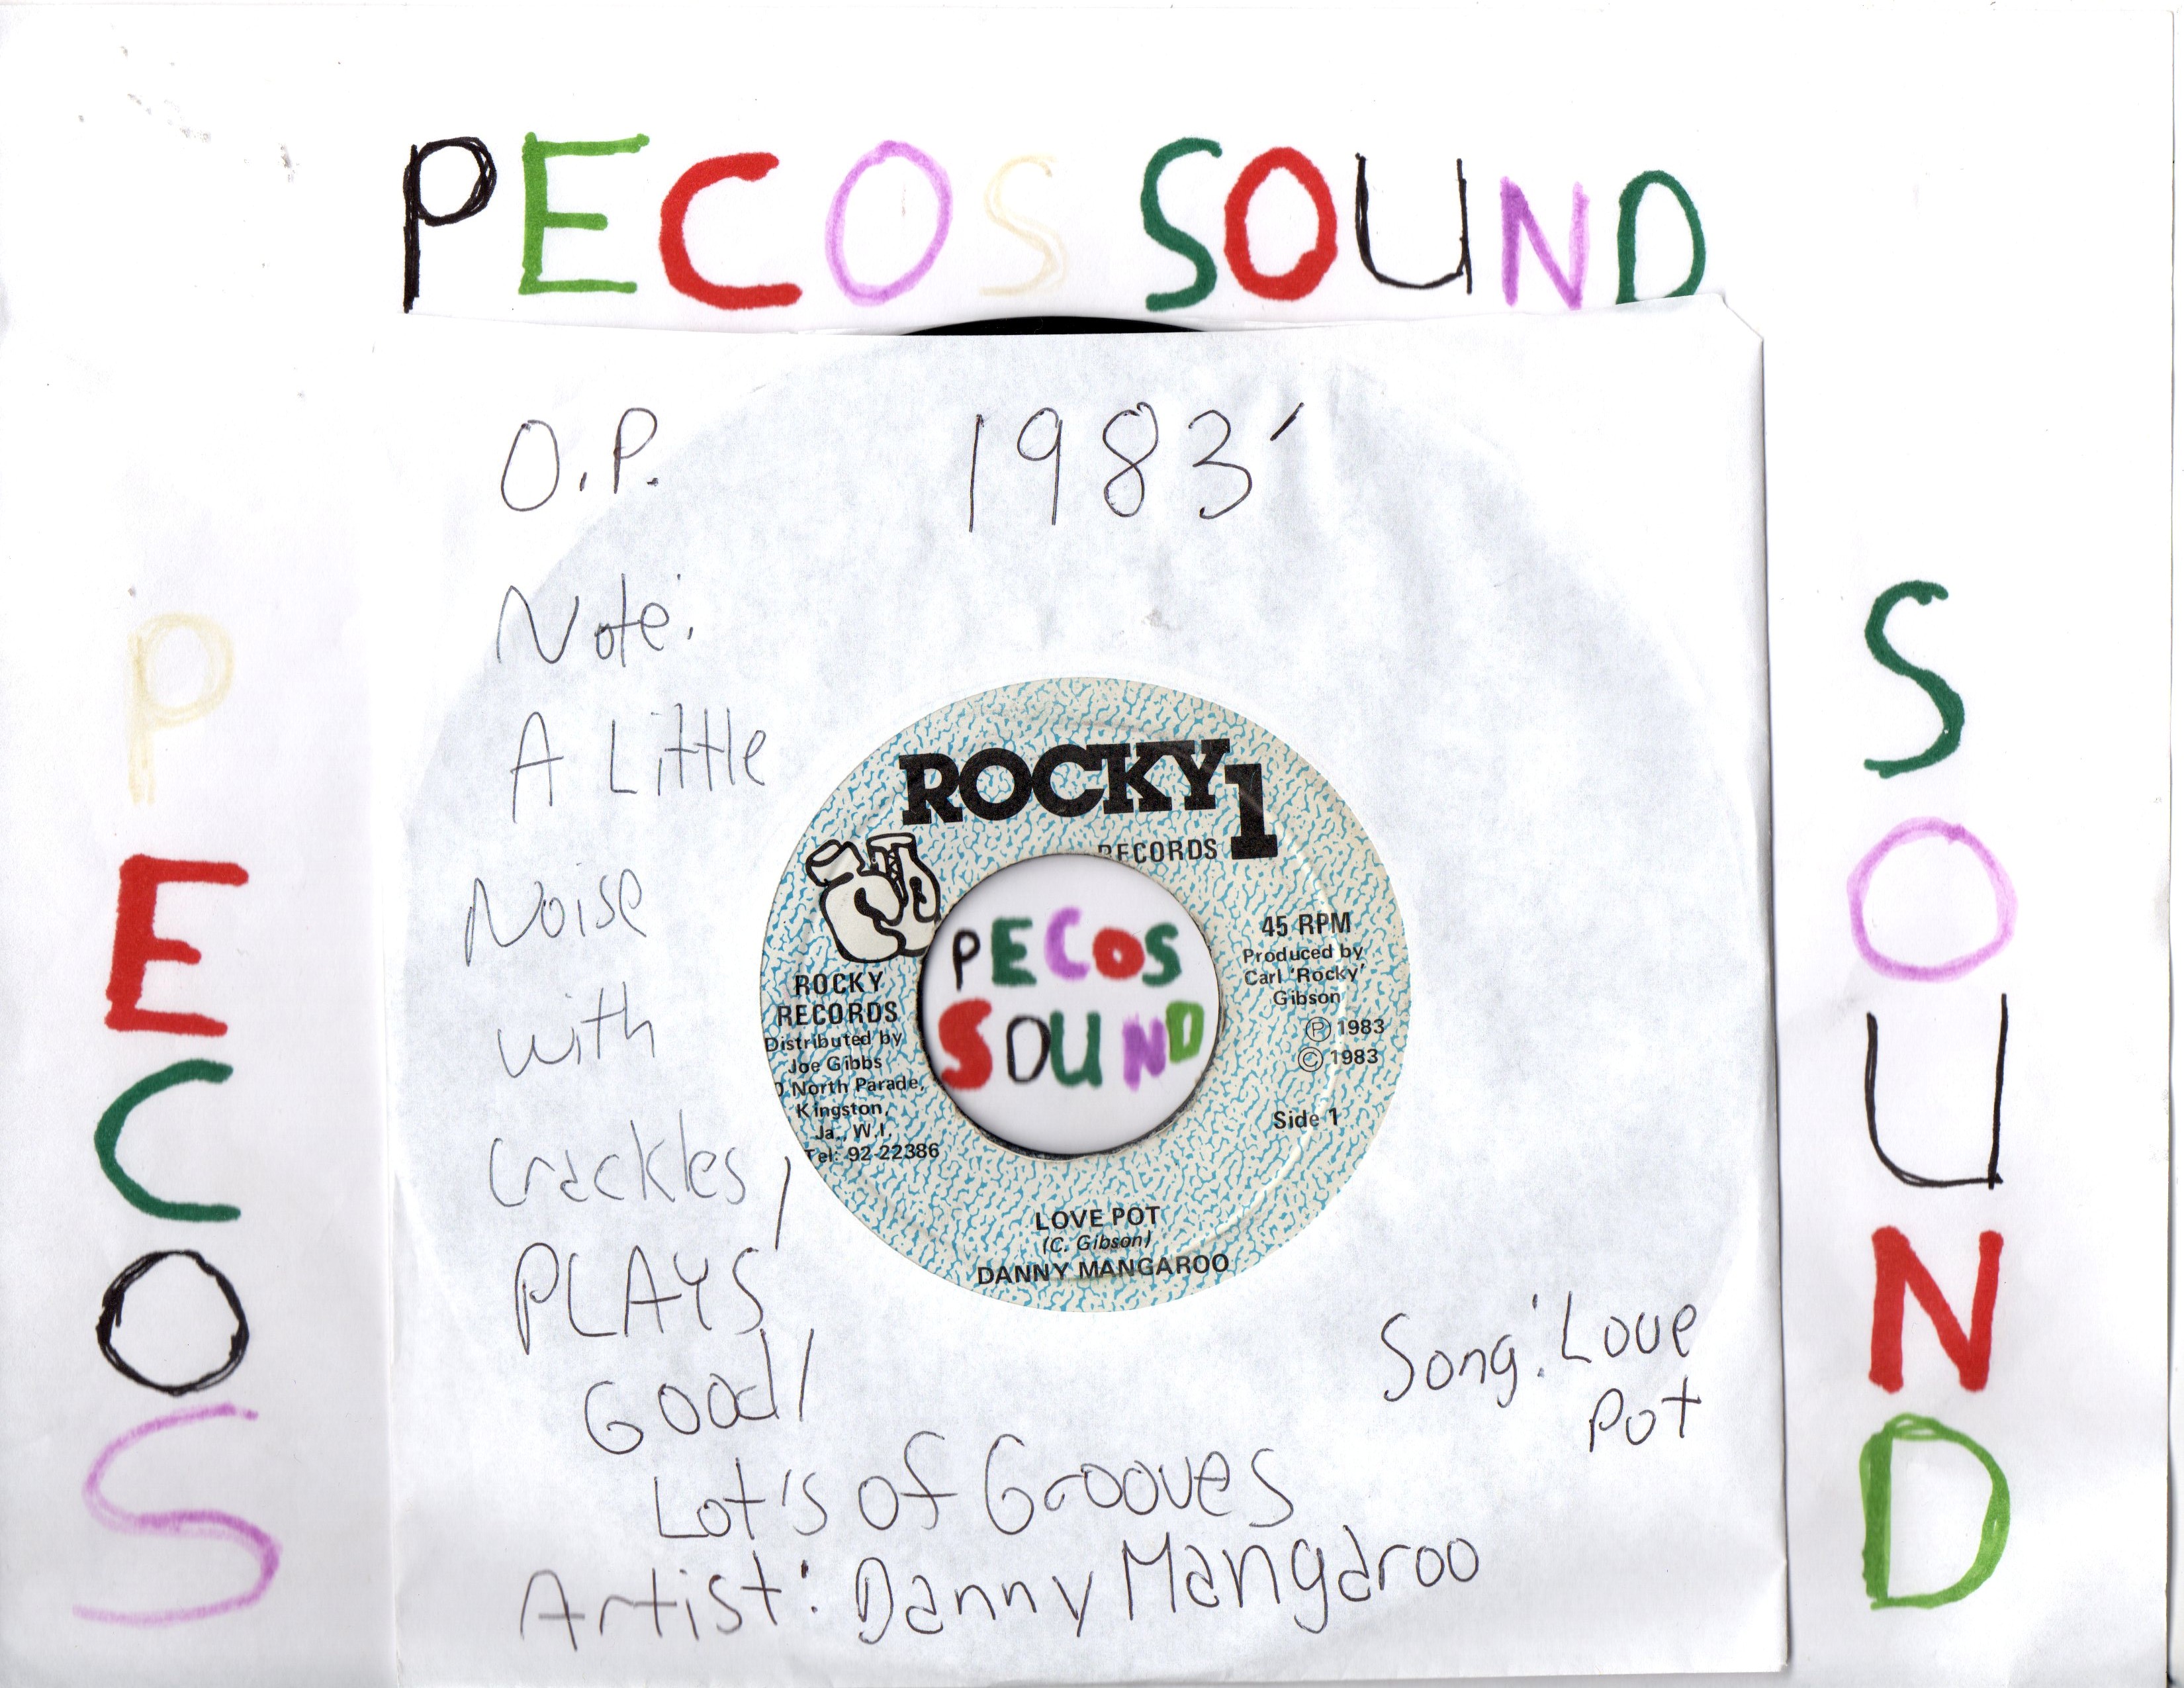 PECOS SOUND
O.P. 1983'
Note:
A Little
Noise
with
Crackles,
PLAYS
Good/
Lot's of Grooves
Artist: Danny Mangaroo
Song: Love
Pot
ROCKY 1
RECORDS
ROCKY
RECORDS
Distributed by
Joe Gibbs
North Parade,
Kingston,
Ja., W.I.
Tel: 92-22386
PECOS
SOUND
45 RPM
Produced by
Carl 'Rocky'
Gibson
Ⓟ 1983
© 1983
Side 1
LOVE POT
(C. Gibson)
DANNY MANGAROO
PECOS
SOUND